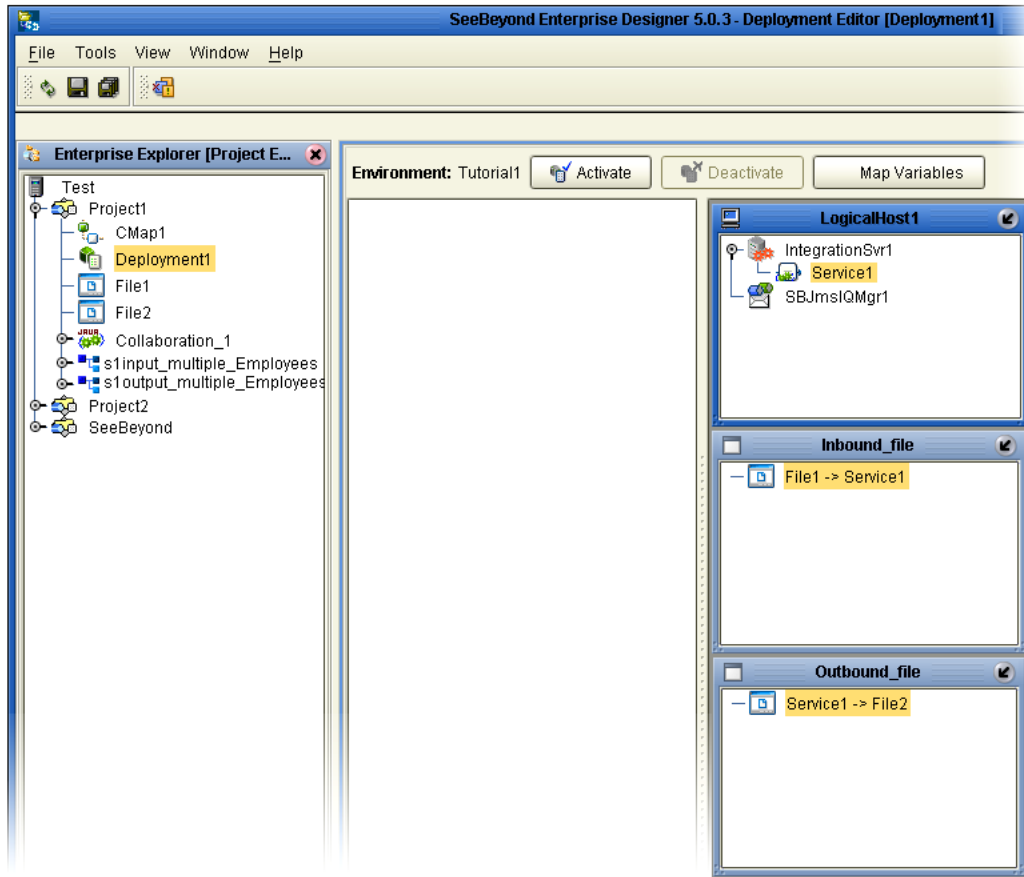 SeeBeyond Enterprise Designer 5.0.3 - Deployment Editor [Deployment1]
File Tools View Window Help
Enterprise Explorer [Project E...
Test
Project1
CMap1
Deployment1
File1
File2
Collaboration_1
s1input_multiple_Employees
s1output_multiple_Employees
Project2
SeeBeyond
Environment: Tutorial1 Activate Deactivate Map Variables
LogicalHost1
IntegrationSvr1
Service1
SBJmsIQMgr1
Inbound_file
File1 -> Service1
Outbound_file
Service1 -> File2